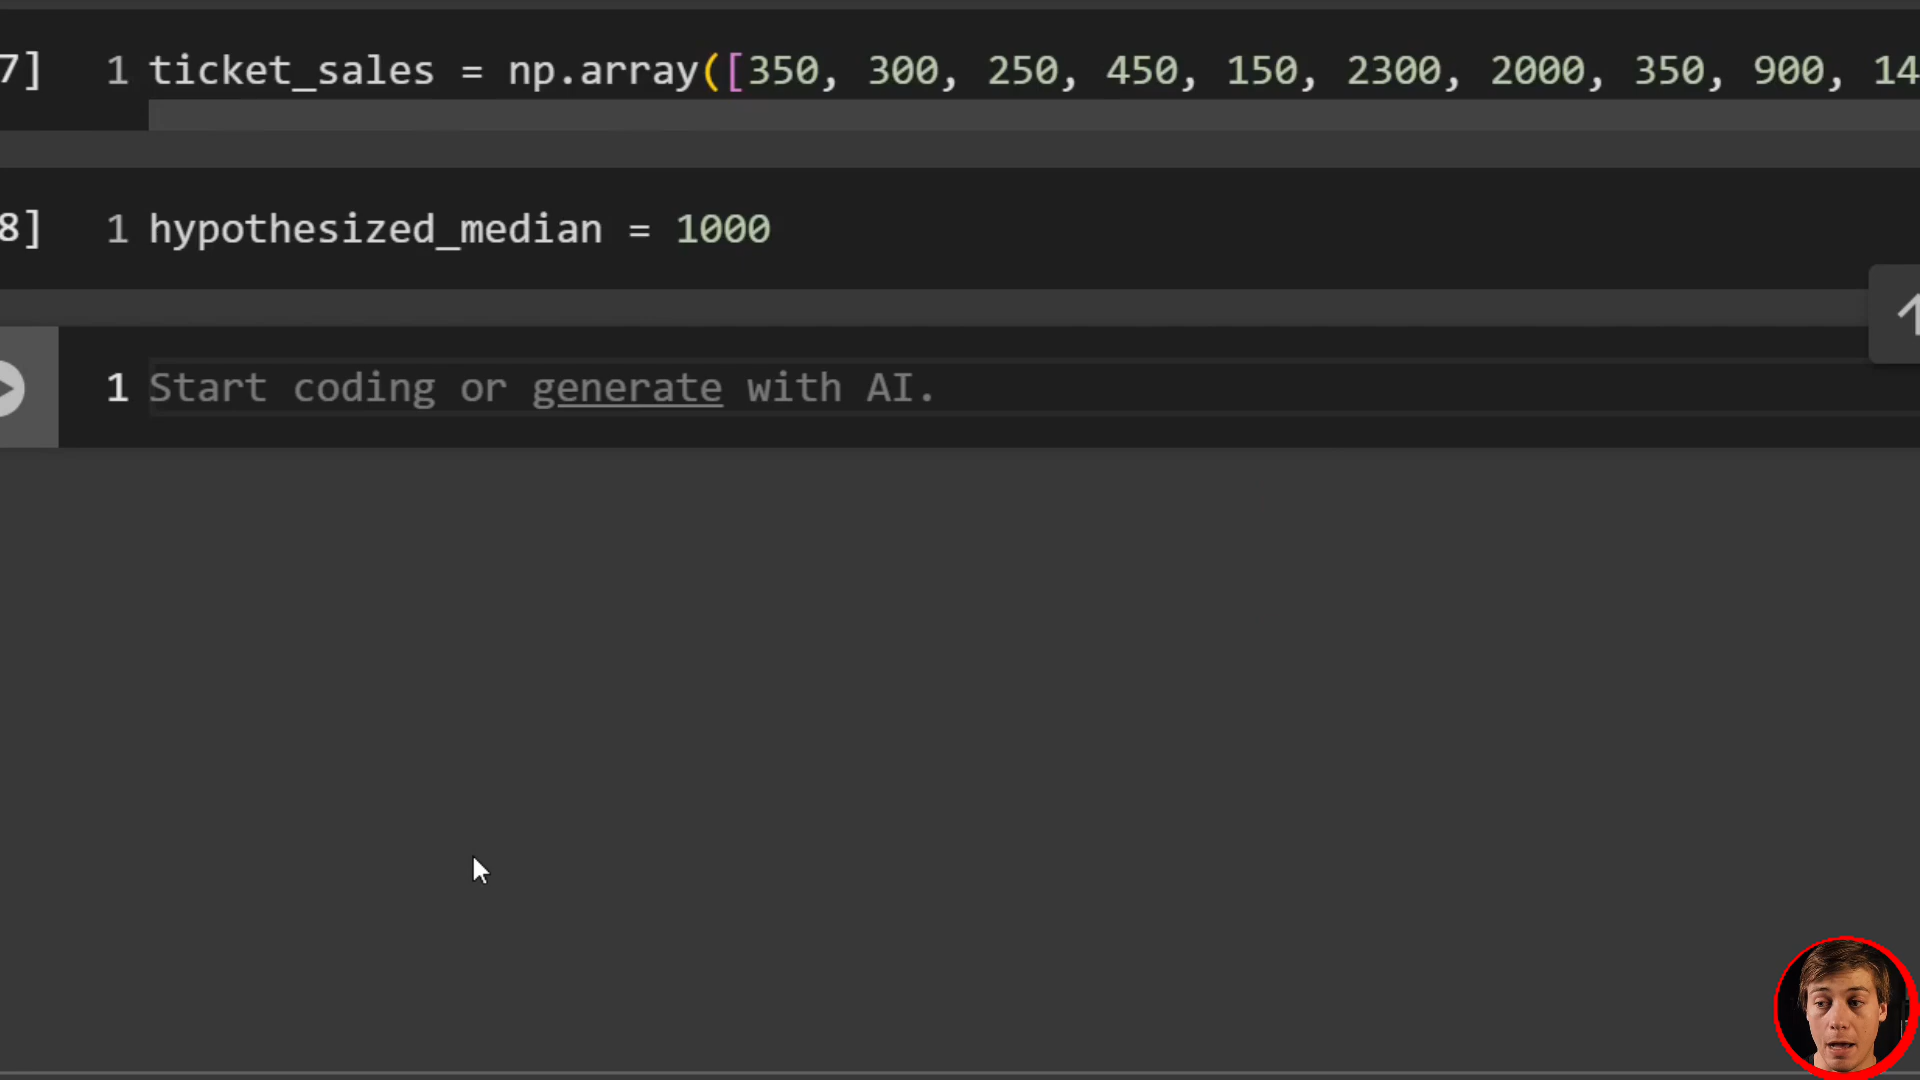 7] 1 ticket_sales = np.array([350, 300, 250, 450, 150, 2300, 2000, 350, 900, 14
8] 1 hypothesized_median = 1000
1 Start coding or generate with AI.